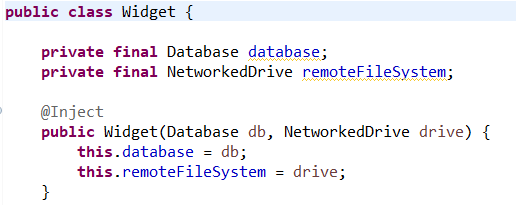 public class Widget {
private final Database database;
private final NetworkedDrive remoteFileSystem;
@Inject
public Widget(Database db, NetworkedDrive drive) {
this.database = db;
this.remoteFileSystem = drive;
}